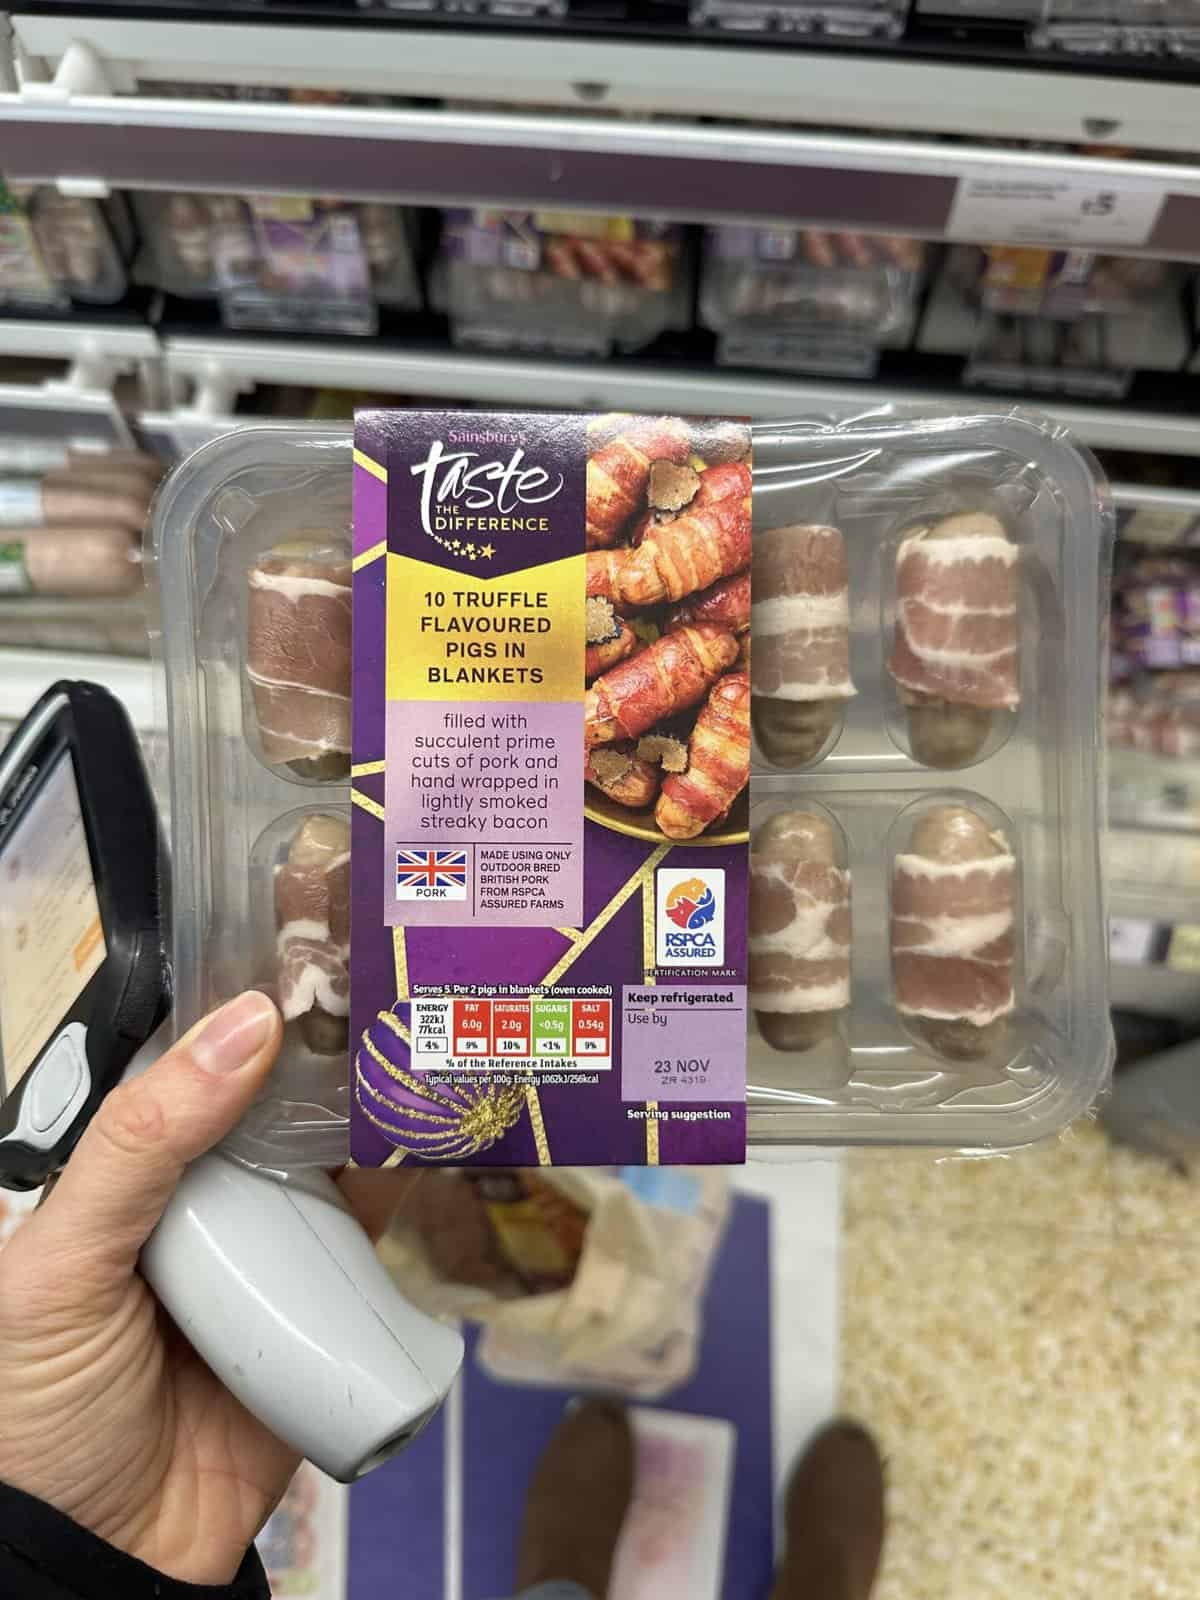 £5
Sainsbury's
taste
THE
DIFFERENCE
10 TRUFFLE
FLAVOURED
PIGS IN
BLANKETS
filled with
succulent prime
cuts of pork and
hand wrapped in
lightly smoked
streaky bacon
PORK
MADE USING ONLY
OUTDOOR BRED
BRITISH PORK
FROM RSPCA
ASSURED FARMS
RSPCA
ASSURED
CERTIFICATION MARK
Serves 5. Per 2 pigs in blankets (oven cooked)
ENERGY FAT SATURATES SUGARS SALT
322kJ
77kcal 6.0g 2.0g <0.5g 0.54g
4% 9% 10% <1% 9%
% of the Reference Intakes
Typical values per 100g: Energy 1062kJ/256kcal
Keep refrigerated
Use by
23 NOV
ZR 4319
Serving suggestion